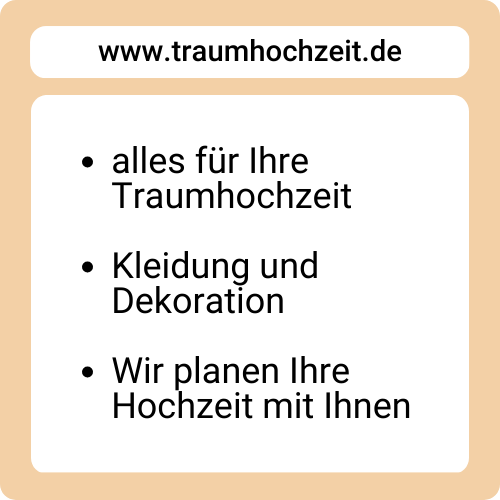 www.traumhochzeit.de
• alles für Ihre
Traumhochzeit
• Kleidung und
Dekoration
• Wir planen Ihre
Hochzeit mit Ihnen